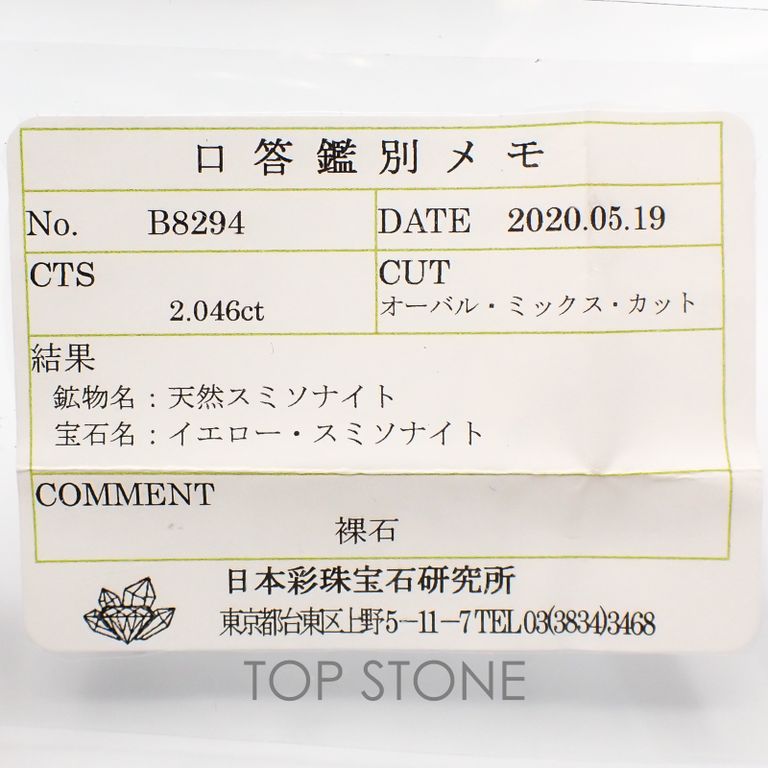 口答鑑別メモ
No. B8294 DATE 2020.05.19
CTS CUT
2.046ct オーバル・ミックス・カット
結果
鉱物名：天然スミソナイト
宝石名：イエロー・スミソナイト
COMMENT
裸石
日本彩珠宝石研究所
東京都台東区上野5-11-7 TEL03(3834)3468
TOP STONE